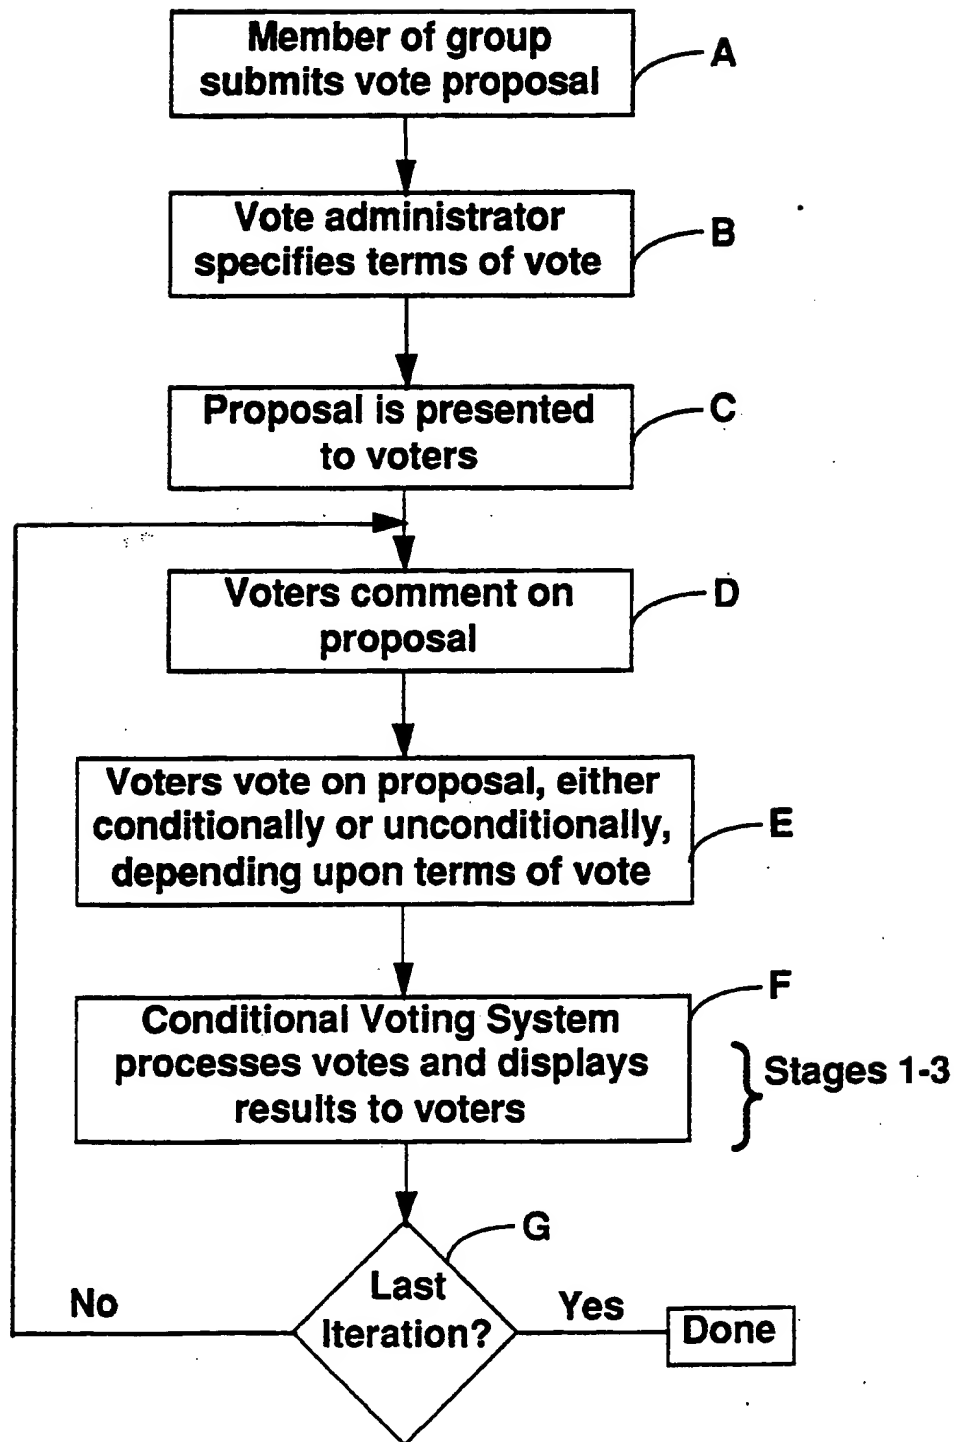 Member of group
submits vote proposal
A
Vote administrator
specifies terms of vote
B
Proposal is presented
to voters
C
Voters comment on
proposal
D
Voters vote on proposal, either
conditionally or unconditionally,
depending upon terms of vote
E
Conditional Voting System
processes votes and displays
results to voters
F
Stages 1-3
G
Last
Iteration?
No
Yes
Done